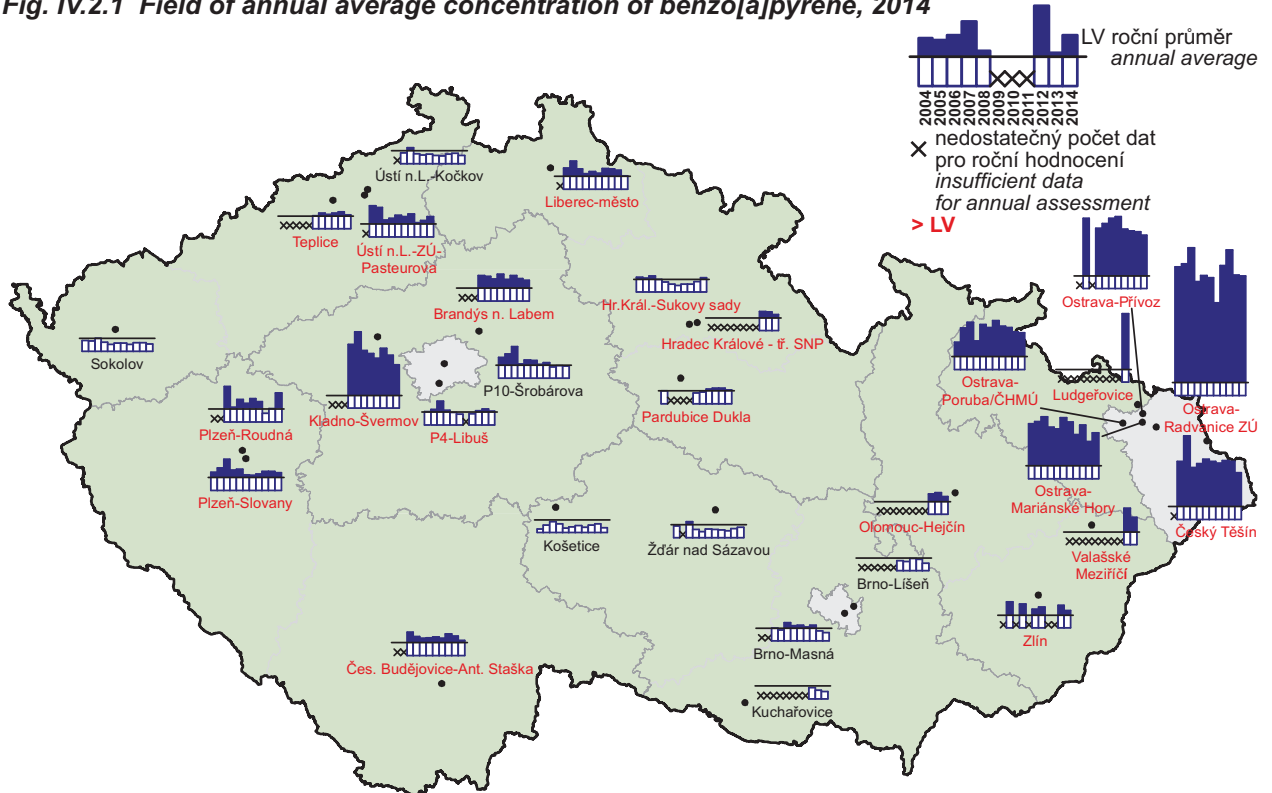 Fig. IV.2.1 Field of annual average concentration of benzo[a]pyrene, 2014
LV roční průměr
annual average
2004
2005
2006
2007
2008
2009
2010
2011
2012
2013
2014
nedostatečný počet dat
pro roční hodnocení
insufficient data
for annual assessment
> LV
Ústí n.L.-Kočkov
Liberec-město
Teplice
Ústí n.L.-ZÚ-
Pasteurova
Brandýs n. Labem
Hr.Král.-Sukovy sady
Hradec Králové - tř. SNP
Ostrava-Přívoz
Sokolov
P10-Šrobárova
Ostrava-
Poruba/ČHMÚ
Ludgeřovice
Ostrava-
Radvanice ZÚ
Plzeň-Roudná
Kladno-Švermov
P4-Libuš
Pardubice Dukla
Plzeň-Slovany
Ostrava-
Mariánské Hory
Český Těšín
Olomouc-Hejčín
Košetice
Žďár nad Sázavou
Valašské
Meziříčí
Brno-Líšeň
Zlín
Brno-Masná
Čes. Budějovice-Ant. Staška
Kuchařovice